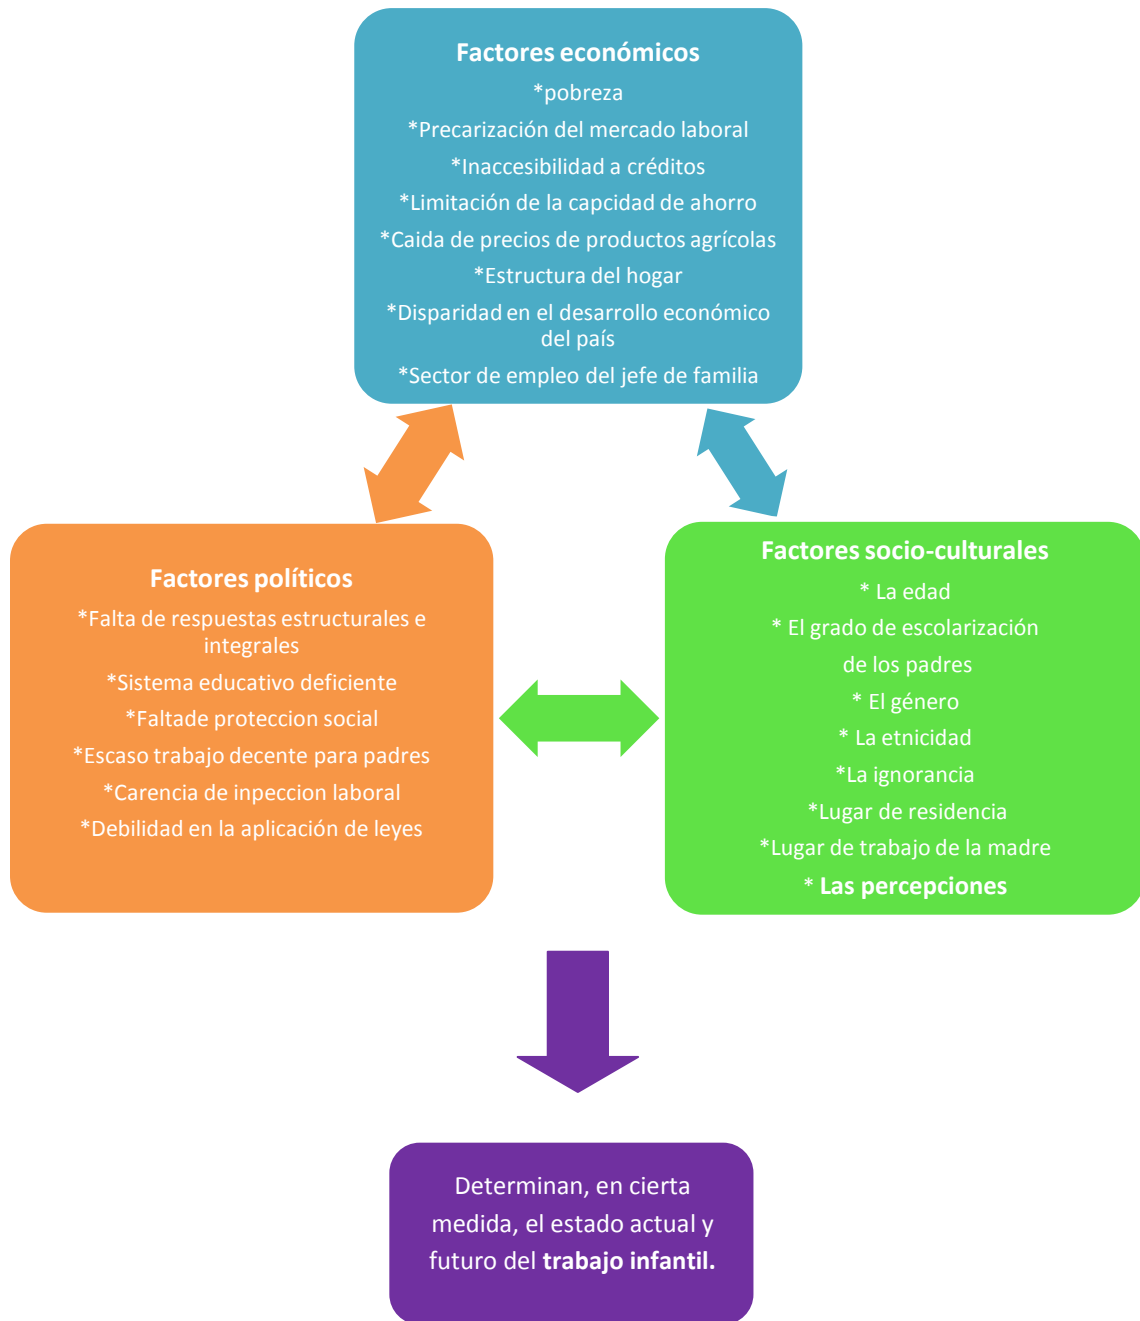 Factores económicos
*pobreza
*Precarización del mercado laboral
*Inaccesibilidad a créditos
*Limitación de la capcidad de ahorro
*Caida de precios de productos agrícolas
*Estructura del hogar
*Disparidad en el desarrollo económico
del país
*Sector de empleo del jefe de familia
Factores políticos
*Falta de respuestas estructurales e
integrales
*Sistema educativo deficiente
*Faltade proteccion social
*Escaso trabajo decente para padres
*Carencia de inpeccion laboral
*Debilidad en la aplicación de leyes
Factores socio-culturales
* La edad
* El grado de escolarización
de los padres
* El género
* La etnicidad
*La ignorancia
*Lugar de residencia
*Lugar de trabajo de la madre
* Las percepciones
Determinan, en cierta
medida, el estado actual y
futuro del trabajo infantil.